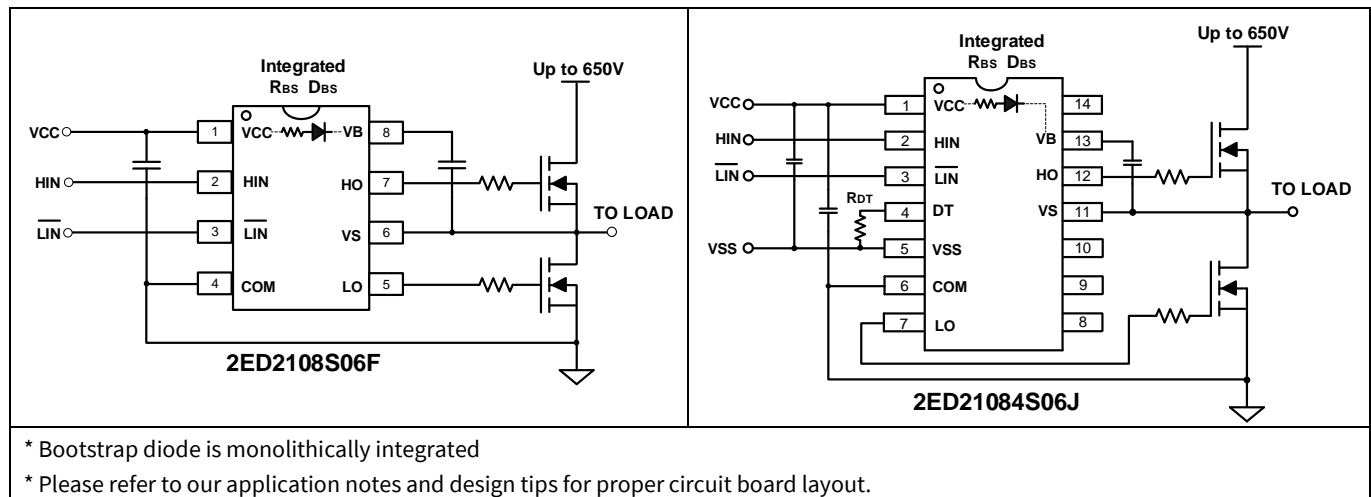 Integrated
RBS DBS
Up to 650V
VCC
1
VCC
VB
8
HIN
2
HIN
HO
7
TO LOAD
L̅I̅N̅
3
L̅I̅N̅
VS
6
4
COM
LO
5
2ED2108S06F
Integrated
RBS DBS
Up to 650V
VCC
1
VCC
14
HIN
2
HIN
VB
13
L̅I̅N̅
3
L̅I̅N̅
HO
12
TO LOAD
RDT
4
DT
VS
11
VSS
5
VSS
10
6
COM
9
7
LO
8
2ED21084S06J
* Bootstrap diode is monolithically integrated
* Please refer to our application notes and design tips for proper circuit board layout.